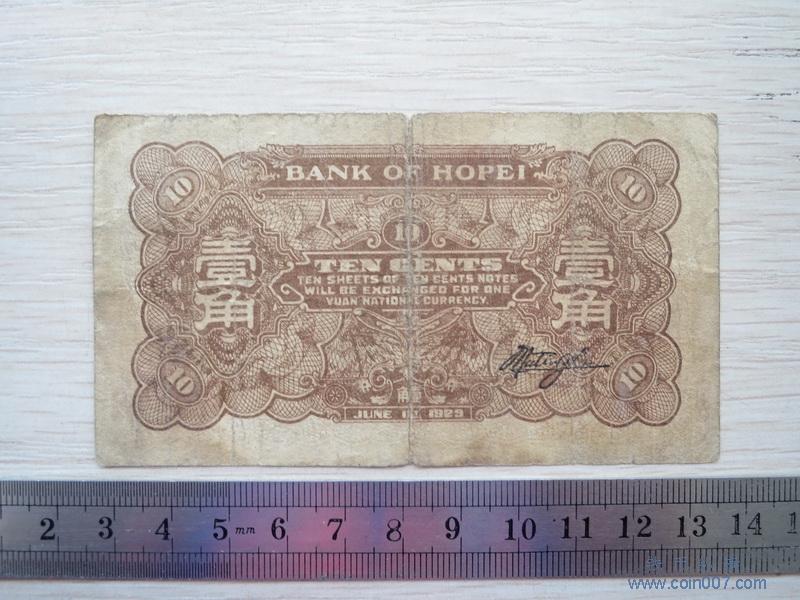 BANK OF HOPEI
10 10
10
壹角 壹角
TEN CENTS
TEN SHEETS OF TEN CENTS NOTES
WILL BE EXCHANGED FOR ONE
YUAN NATIONAL CURRENCY.
10 10
JUNE 1929
2 3 4 5 mm 6 7 8 9 10 11 12 13 14
www.coin007.com